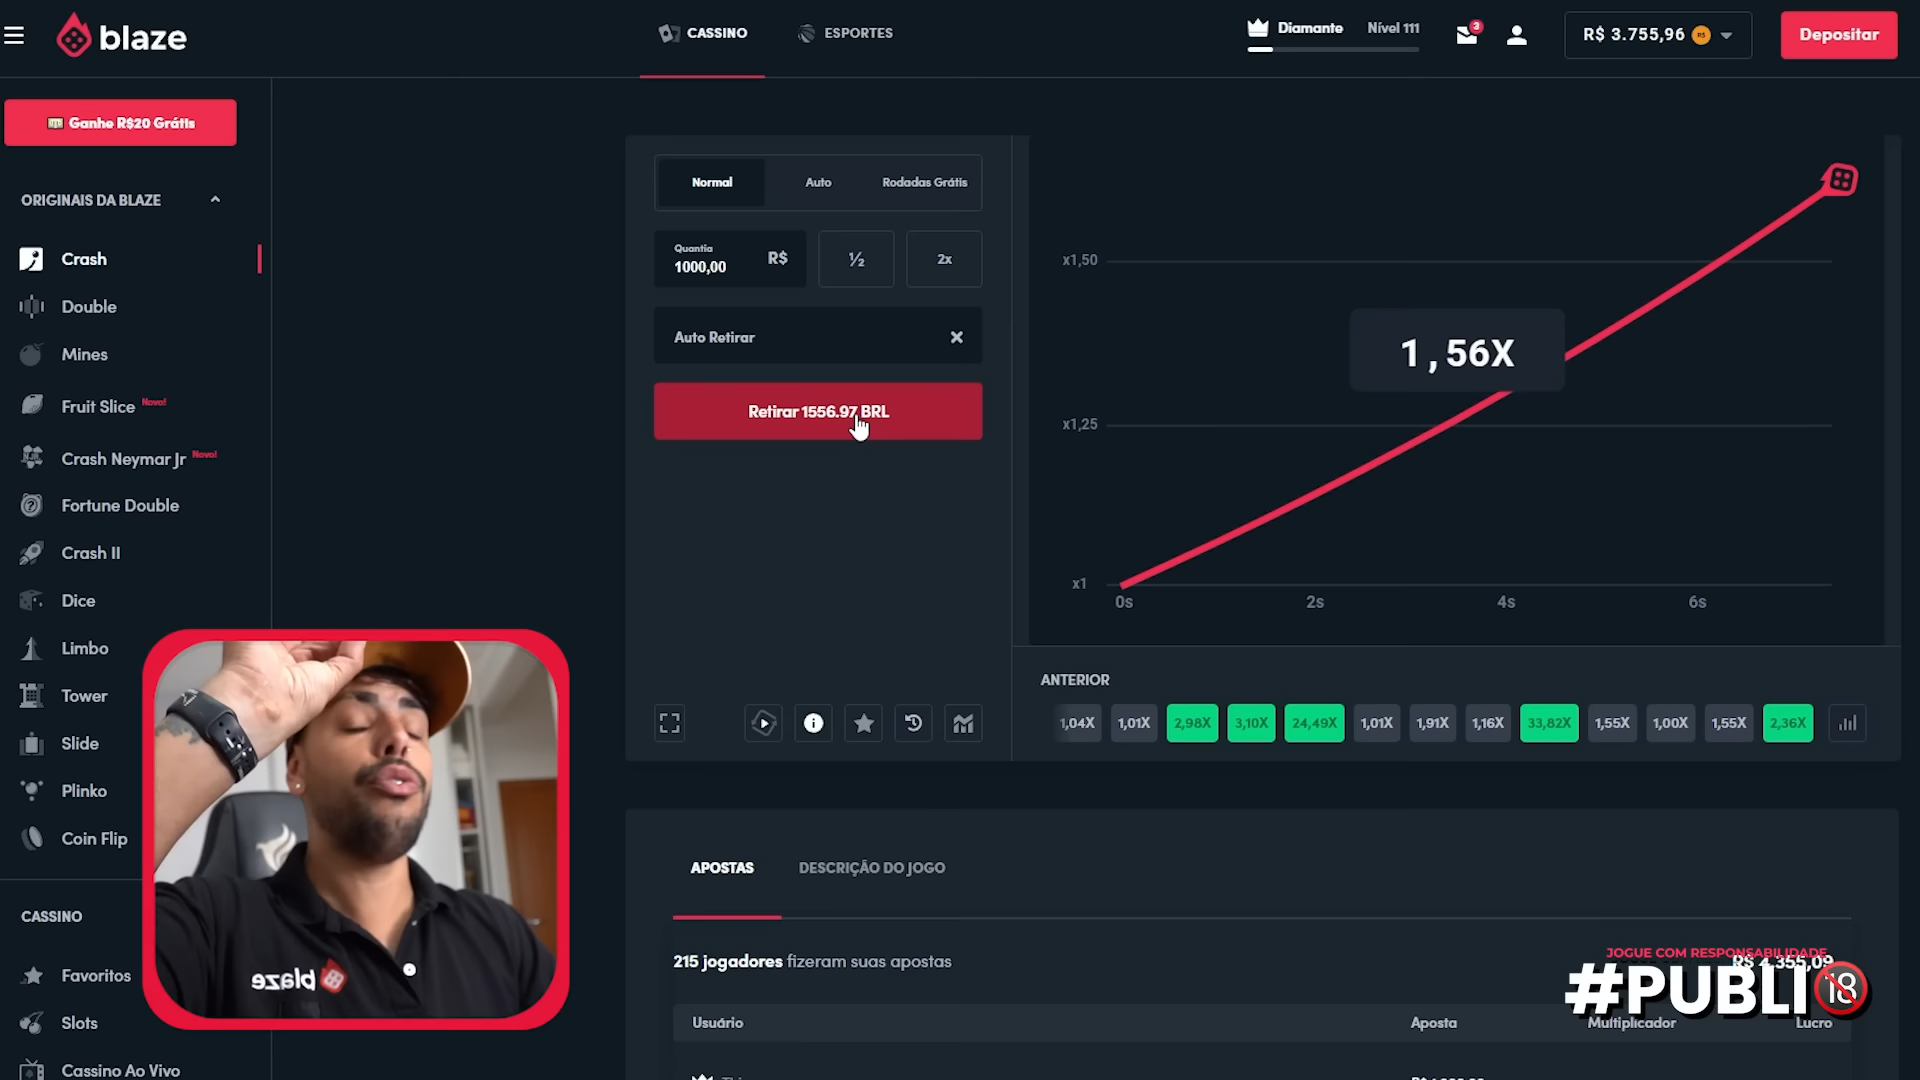 blaze
CASSINO
ESPORTES
Diamante Nível 111
3
R$ 3.755,96 R$
Depositar
Ganhe R$20 Grátis
ORIGINAIS DA BLAZE
Crash
Double
Mines
Fruit Slice Novo!
Crash Neymar Jr Novo!
Fortune Double
Crash II
Dice
Limbo
Tower
Slide
Plinko
Coin Flip
CASSINO
Favoritos
Slots
Cassino Ao Vivo
Normal Auto Rodadas Grátis
Quantia
1000,00 R$ ½ 2x
Auto Retirar
Retirar 1556.97 BRL
x1,50
1,56X
x1,25
x1
0s 2s 4s 6s
ANTERIOR
1,04X 1,01X 2,98X 3,10X 24,49X 1,01X 1,91X 1,16X 33,82X 1,55X 1,00X 1,55X 2,36X
APOSTAS DESCRIÇÃO DO JOGO
215 jogadores fizeram suas apostas
R$ 4.355,09
JOGUE COM RESPONSABILIDADE
#PUBLI 18
Usuário Aposta Multiplicador Lucro
blaze